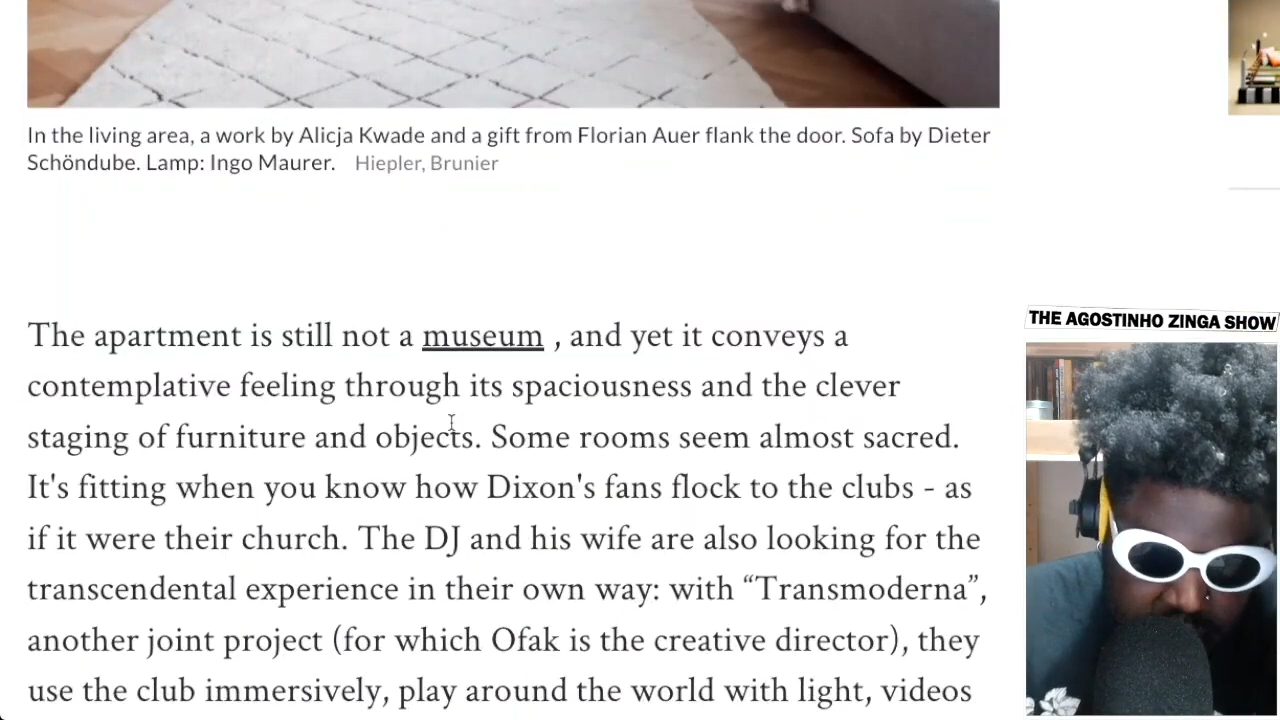 In the living area, a work by Alicja Kwade and a gift from Florian Auer flank the door. Sofa by Dieter
Schöndube. Lamp: Ingo Maurer. Hiepler, Brunier
The apartment is still not a museum , and yet it conveys a
contemplative feeling through its spaciousness and the clever
staging of furniture and objects. Some rooms seem almost sacred.
It's fitting when you know how Dixon's fans flock to the clubs - as
if it were their church. The DJ and his wife are also looking for the
transcendental experience in their own way: with “Transmoderna”,
another joint project (for which Ofak is the creative director), they
use the club immersively, play around the world with light, videos
THE AGOSTINHO ZINGA SHOW